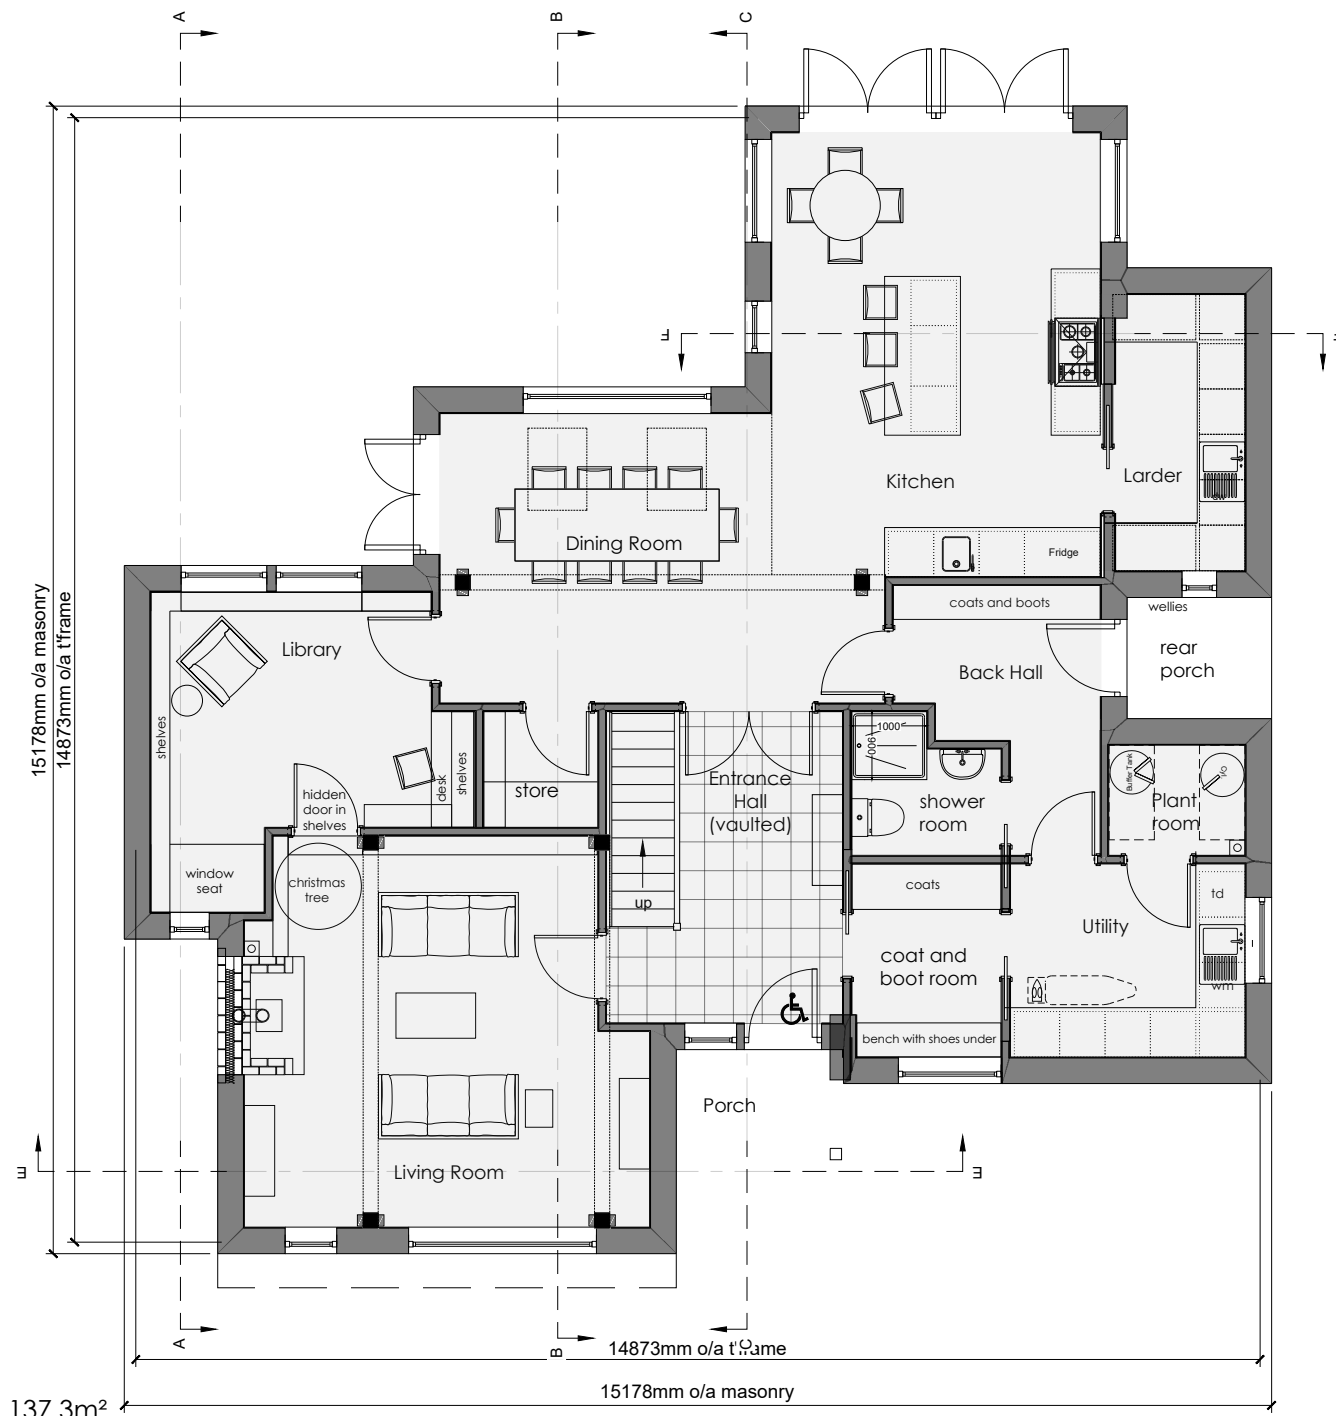 A
B
C
F
F
Kitchen
Larder
dw
Dining Room
Fridge
coats and boots
wellies
rear
porch
Back Hall
Library
shelves
15178mm o/a masonry
14873mm o/a t'frame
1000
900
Buffer Tank
cyl
Plant
room
Entrance
Hall
(vaulted)
shower
room
store
desk
shelves
hidden
door in
shelves
window
seat
christmas
tree
up
coats
td
Utility
coat and
boot room
wm
bench with shoes under
Porch
E
E
Living Room
A
B
C
14873mm o/a t'frame
15178mm o/a masonry
137.3m²